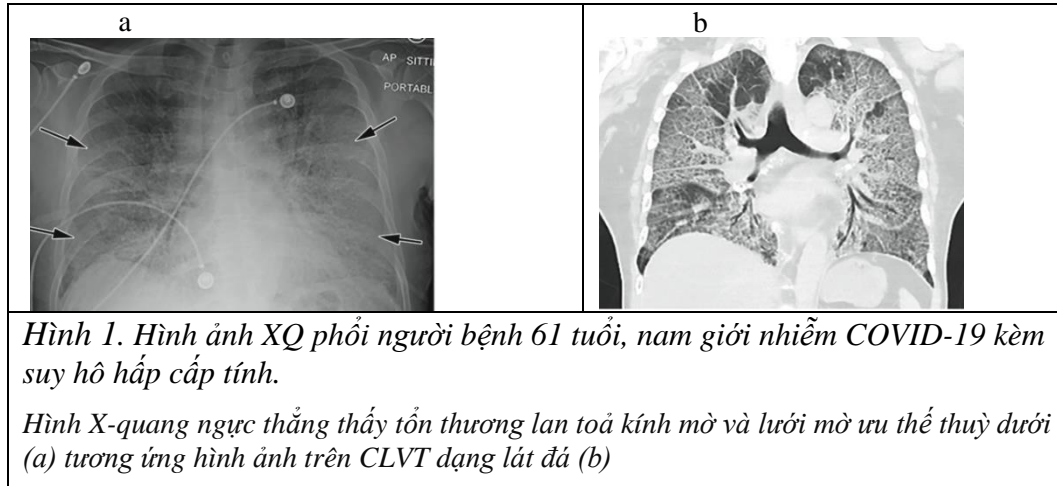 a
b
AP SITTI
PORTABL
Hình 1. Hình ảnh XQ phổi người bệnh 61 tuổi, nam giới nhiễm COVID-19 kèm
suy hô hấp cấp tính.
Hình X-quang ngực thẳng thấy tổn thương lan toả kính mờ và lưới mờ ưu thế thuỳ dưới
(a) tương ứng hình ảnh trên CLVT dạng lát đá (b)